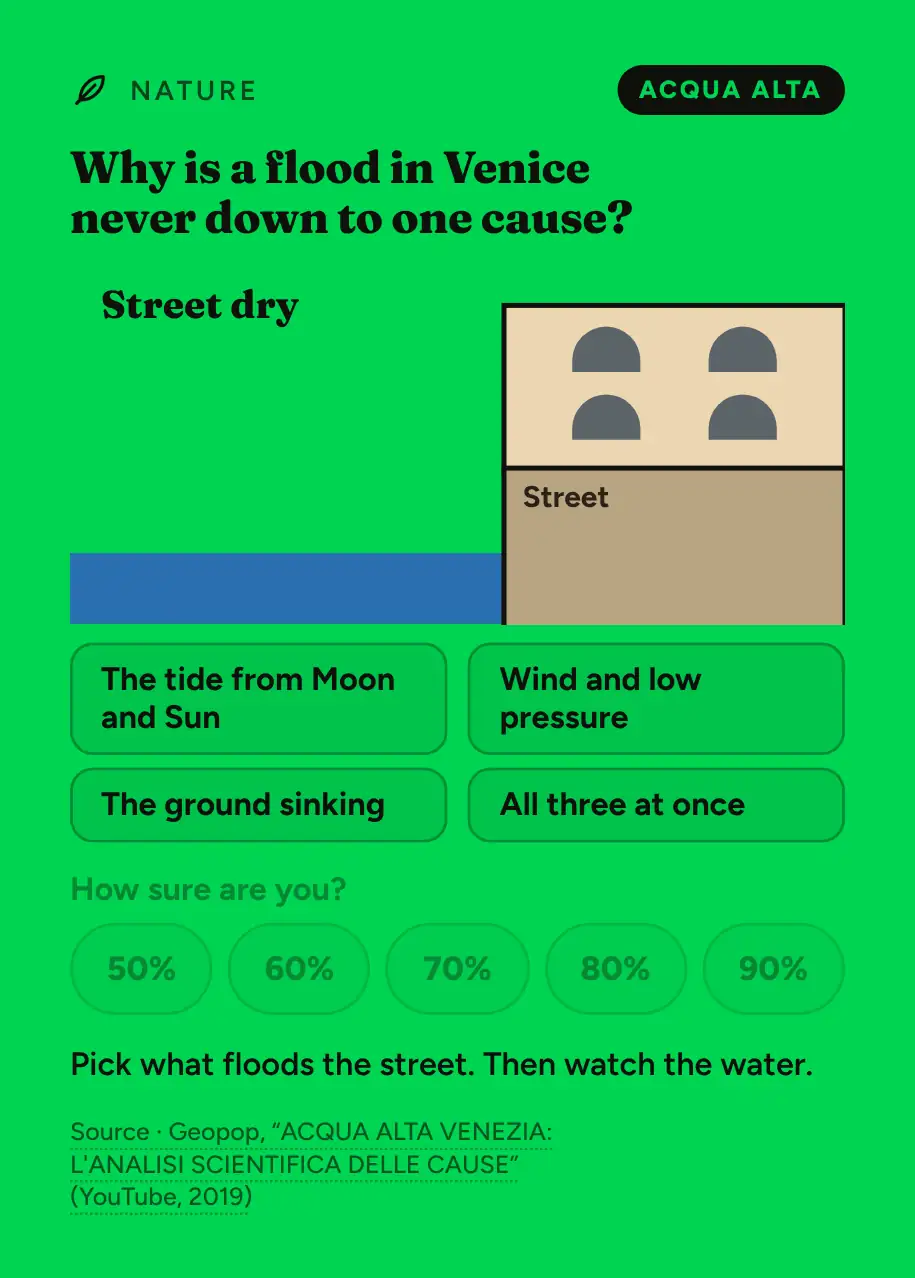 NATURE
ACQUA ALTA
Why is a flood in Venice
never down to one cause?
Street dry
Street
The tide from Moon
and Sun
Wind and low
pressure
The ground sinking
All three at once
How sure are you?
50%
60%
70%
80%
90%
Pick what floods the street. Then watch the water.
Source · Geopop, “ACQUA ALTA VENEZIA:
L'ANALISI SCIENTIFICA DELLE CAUSE”
(YouTube, 2019)